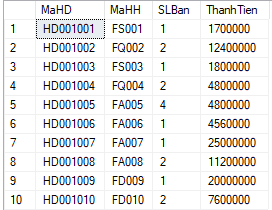 MaHD MaHH SLBan ThanhTien
1 HD001001 FS001 1 1700000
2 HD001002 FQ002 2 12400000
3 HD001003 FS003 1 1800000
4 HD001004 FQ004 2 4800000
5 HD001005 FA005 4 4800000
6 HD001006 FA006 1 4560000
7 HD001007 FA007 1 25000000
8 HD001008 FA008 2 11200000
9 HD001009 FD009 1 20000000
10 HD001010 FD010 2 7600000